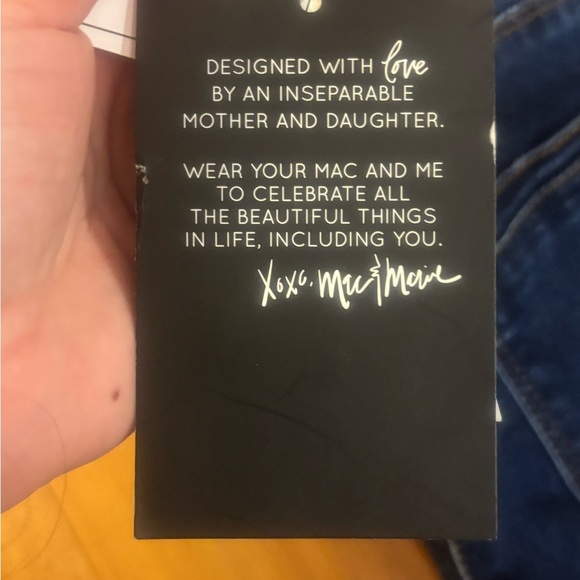 DESIGNED WITH love
BY AN INSEPARABLE
MOTHER AND DAUGHTER.
WEAR YOUR MAC AND ME
TO CELEBRATE ALL
THE BEAUTIFUL THINGS
IN LIFE, INCLUDING YOU.
XOXO, Mac & Marie